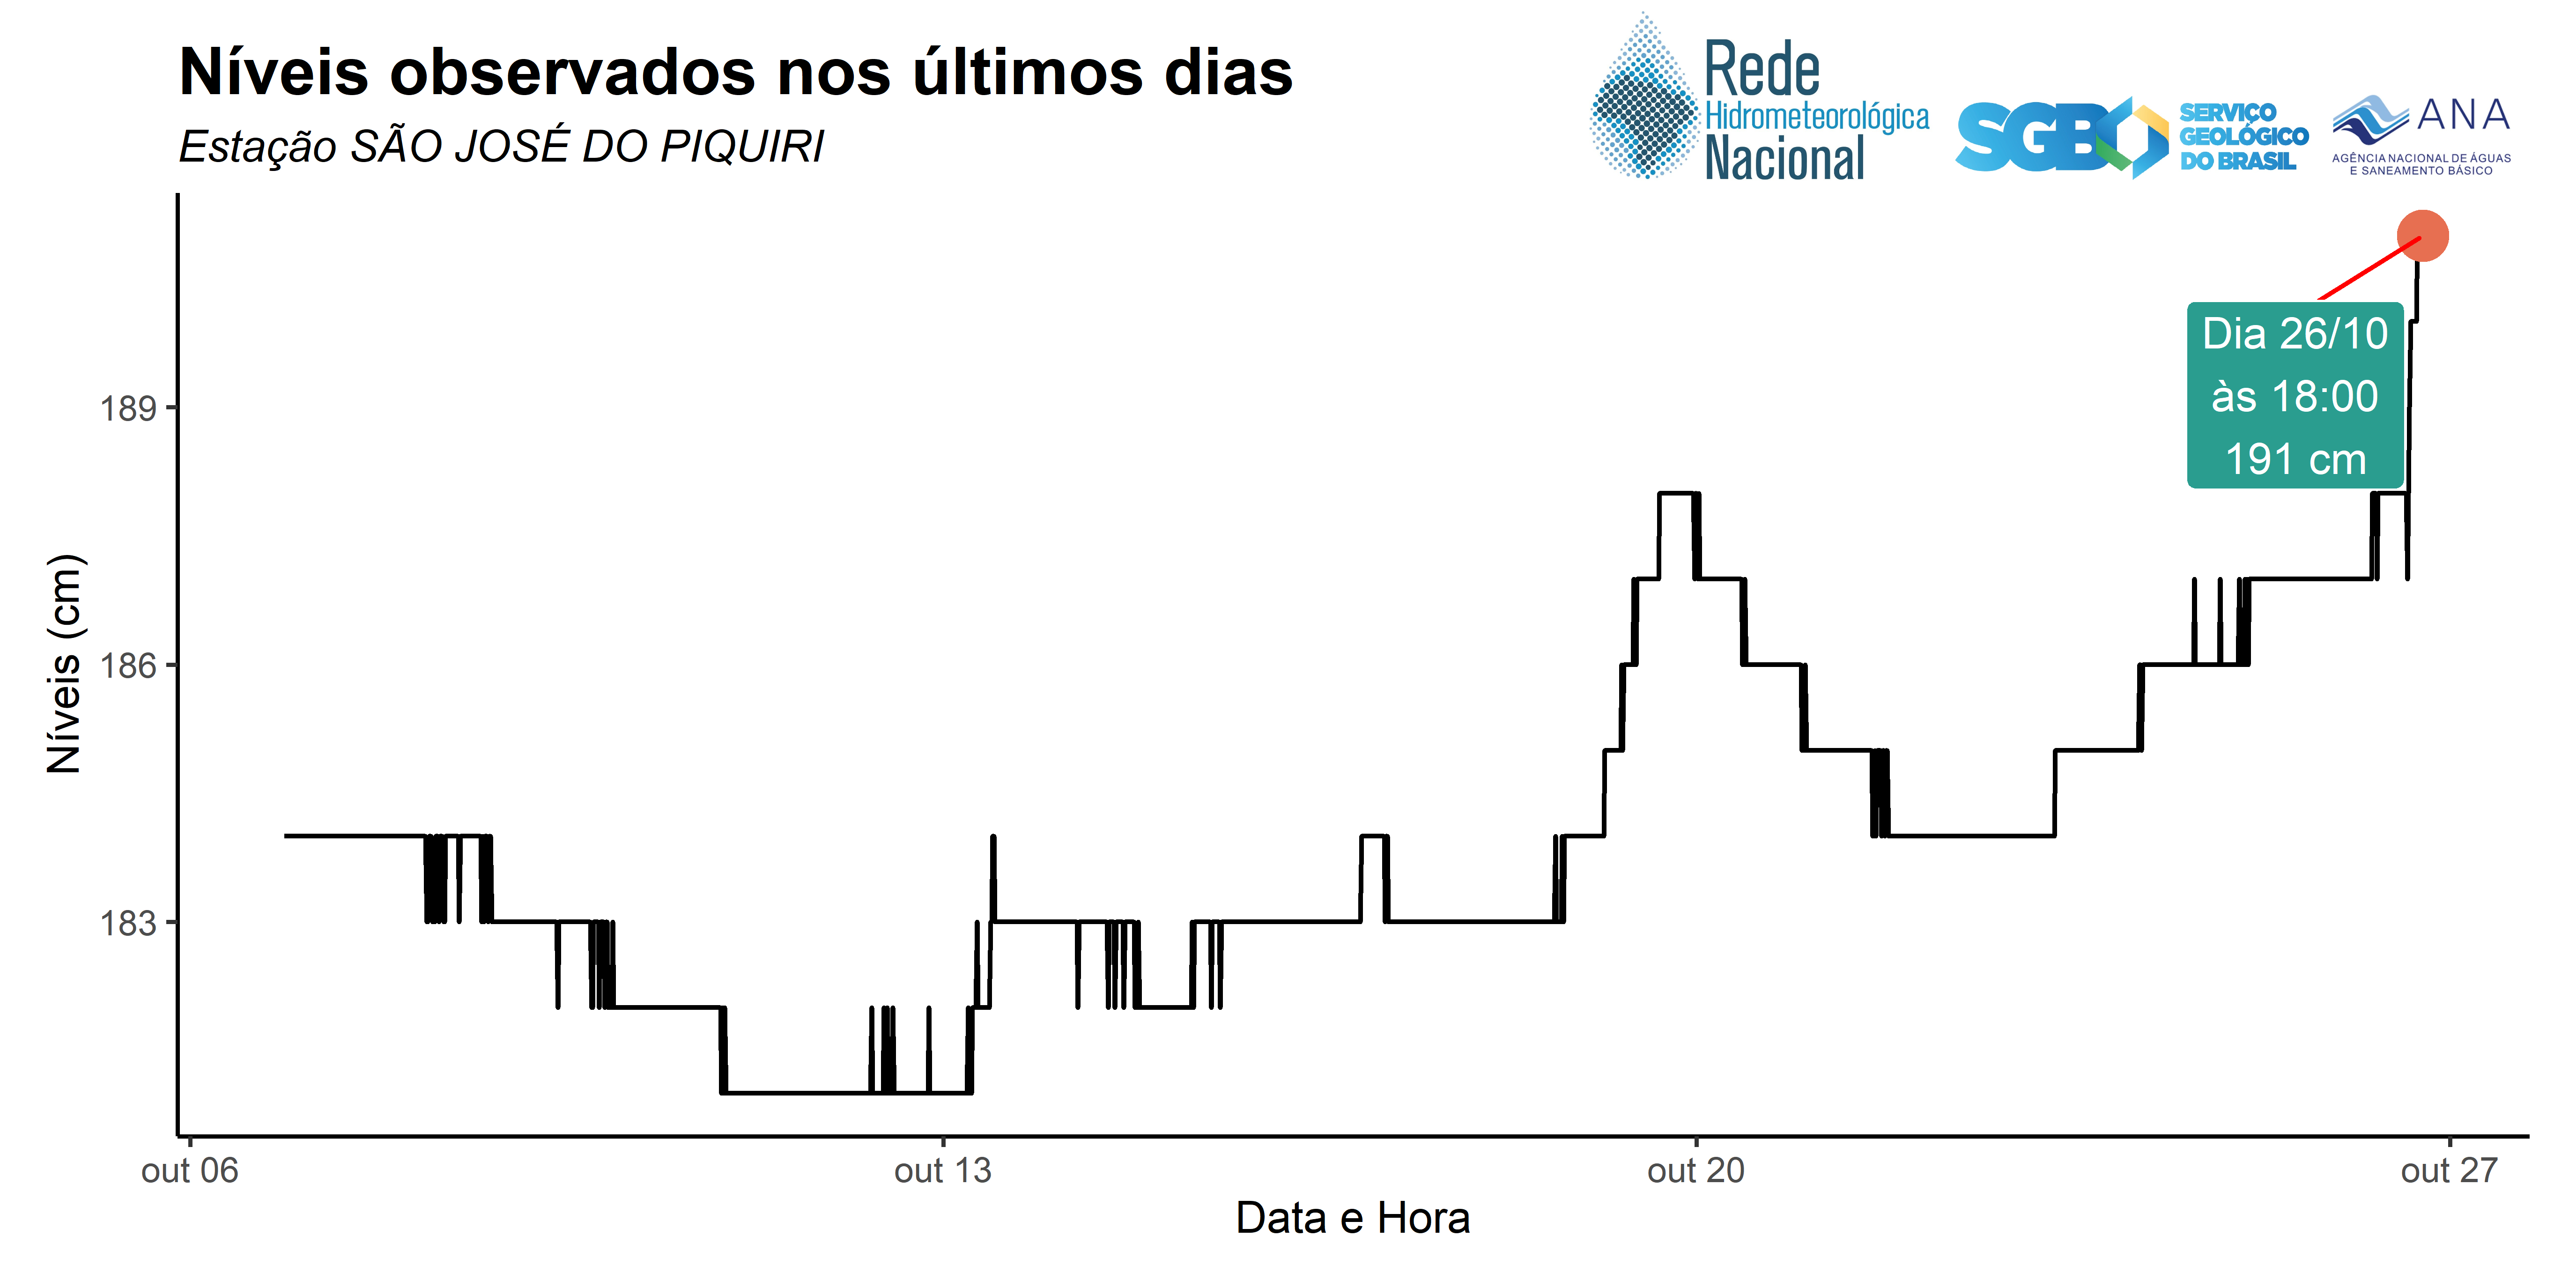 Níveis observados nos últimos dias
Estação SÃO JOSÉ DO PIQUIRI
Rede
Hidrometeorológica
Nacional
SGB
SERVIÇO
GEOLÓGICO
DO BRASIL
ANA
AGÊNCIA NACIONAL DE ÁGUAS
E SANEAMENTO BÁSICO
Dia 26/10
às 18:00
191 cm
Níveis (cm)
189
186
183
out 06
out 13
out 20
out 27
Data e Hora